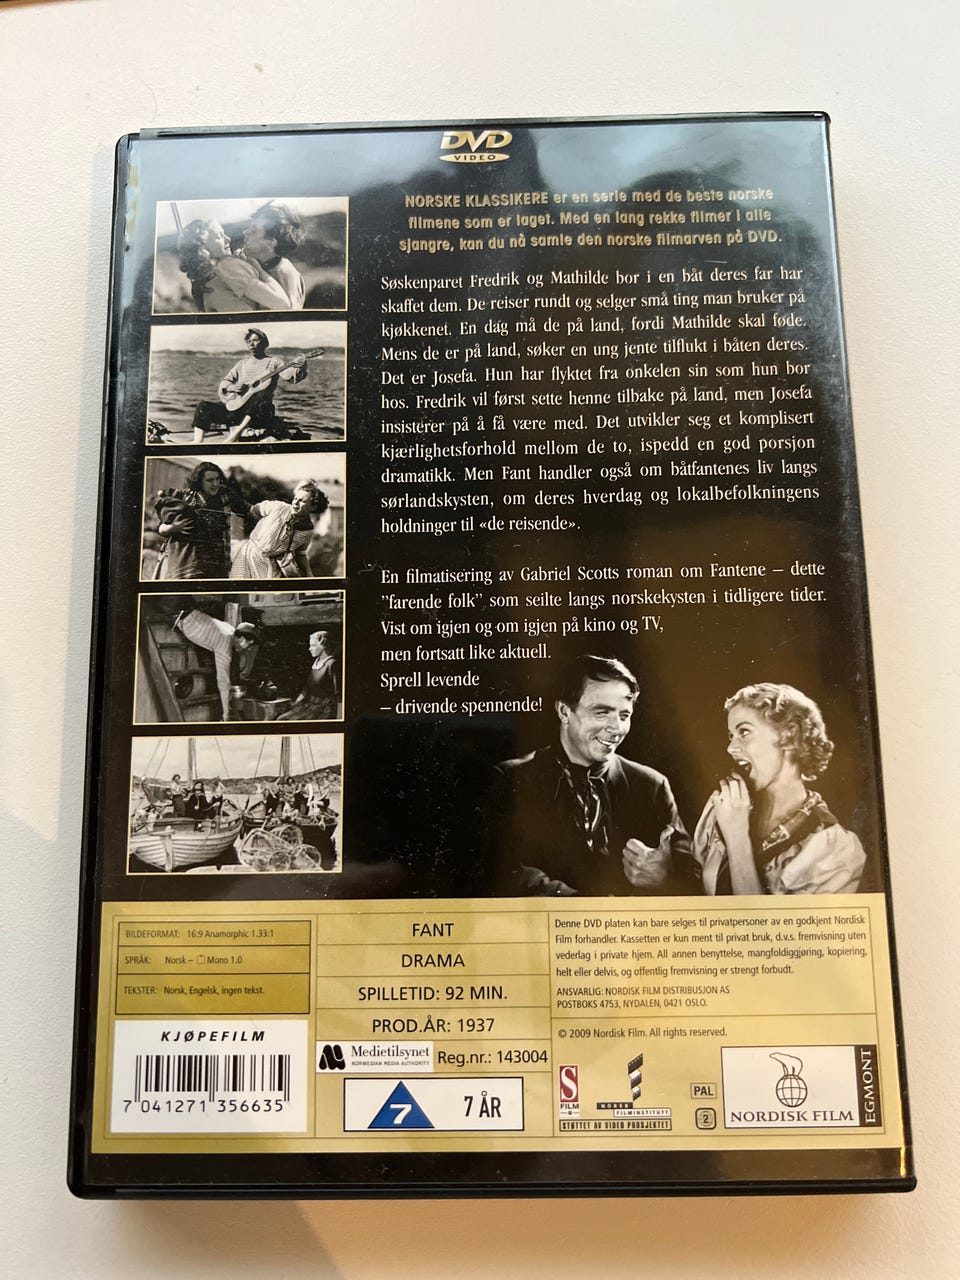 DVD
VIDEO
NORSKE KLASSIKERE er en serie med de beste norske
filmene som er laget. Med en lang rekke filmer i alle
sjangre, kan du nå samle den norske filmarven på DVD.
Søskenparet Fredrik og Mathilde bor i en båt deres far har
skaffet dem. De reiser rundt og selger små ting man bruker på
kjøkkenet. En dag må de på land, fordi Mathilde skal føde.
Mens de er på land, søker en ung jente tilflukt i båten deres.
Det er Josefa. Hun har flyktet fra onkelen sin som hun bor
hos. Fredrik vil først sette henne tilbake på land, men Josefa
insisterer på å få være med. Det utvikler seg et komplisert
kjærlighetsforhold mellom de to, ispedd en god porsjon
dramatikk. Men Fant handler også om båtfantenes liv langs
sørlandskysten, om deres hverdag og lokalbefolkningens
holdninger til «de reisende».
En filmatisering av Gabriel Scotts roman om Fantene – dette
”farende folk” som seilte langs norskekysten i tidligere tider.
Vist om igjen og om igjen på kino og TV,
men fortsatt like aktuell.
Sprell levende
– drivende spennende!
BILDEFORMAT: 16:9 Anamorphic 1.33:1
SPRÅK: Norsk – Mono 1.0
TEKSTER: Norsk, Engelsk, ingen tekst.
KJØPEFILM
7 041271 356635
FANT
DRAMA
SPILLETID: 92 MIN.
PROD.ÅR: 1937
Medietilsynet
NORWEGIAN MEDIA AUTHORITY
Reg.nr.: 143004
7
7 ÅR
Denne DVD platen kan bare selges til privatpersoner av en godkjent Nordisk
Film forhandler. Kassetten er kun ment til privat bruk, d.v.s. fremvisning uten
vederlag i private hjem. All annen benyttelse, mangfoldiggjøring, kopiering,
helt eller delvis, og offentlig fremvisning er strengt forbudt.
ANSVARLIG: NORDISK FILM DISTRIBUSJON AS
POSTBOKS 4753, NYDALEN, 0421 OSLO.
© 2009 Nordisk Film. All rights reserved.
S
FILM
NORSK
FILMINSTITUTT
STØTTET AV VIDEO PROSJEKTET
PAL
2
NORDISK FILM
EGMONT